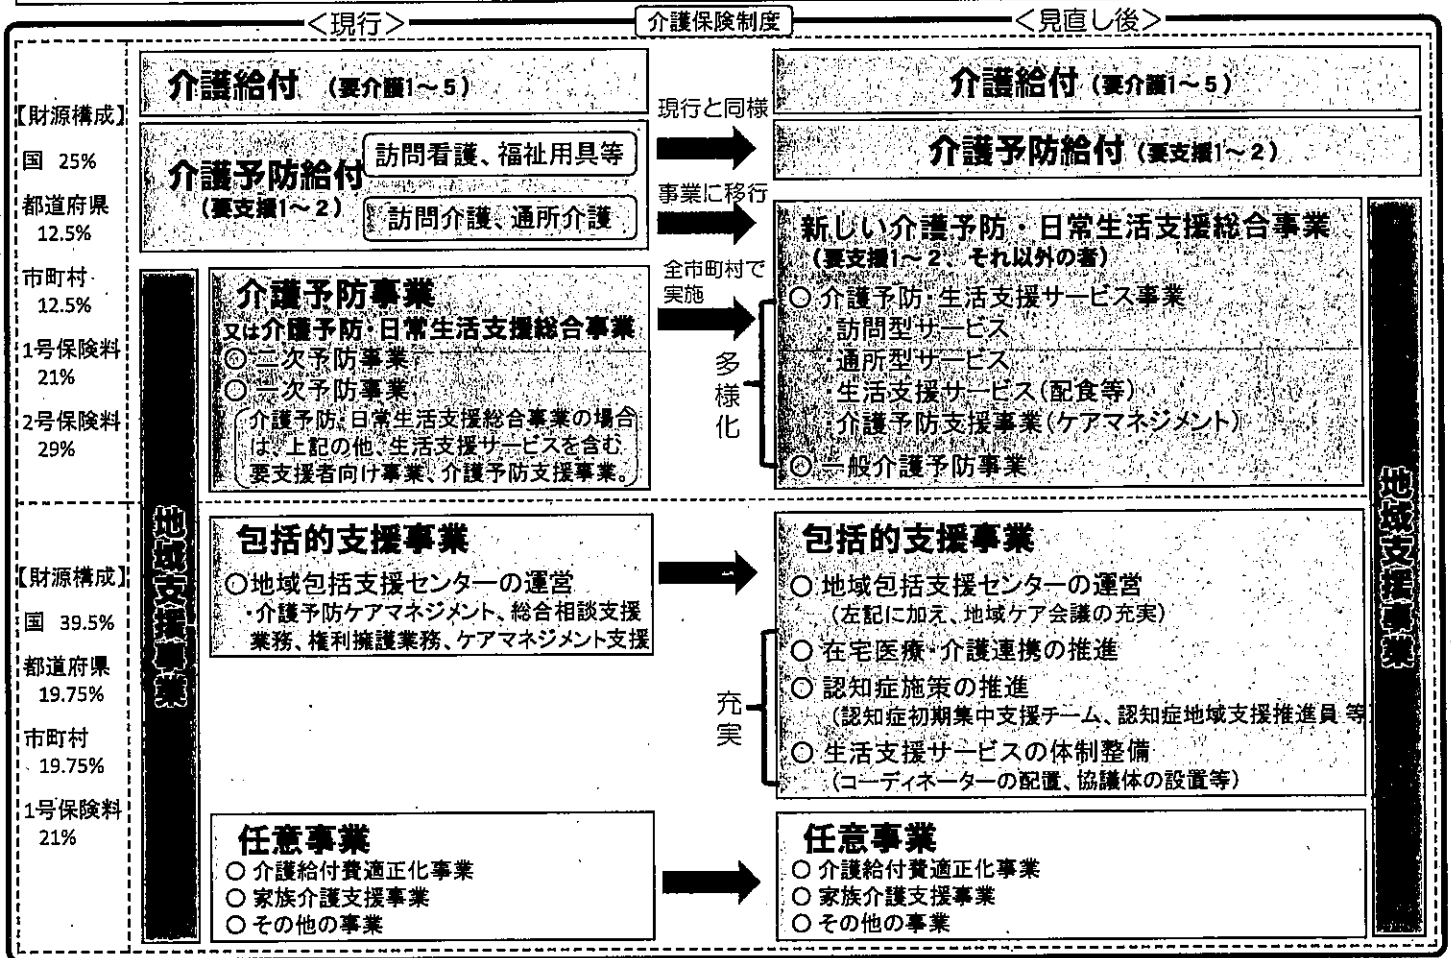 <現行>
介護保険制度
<見直し後>
【財源構成】
国 25%
都道府県
12.5%
市町村
12.5%
1号保険料
21%
2号保険料
29%
介護給付 (要介護1~5)
介護予防給付
(要支援1~2)
訪問看護、福祉用具等
訪問介護、通所介護
現行と同様
事業に移行
全市町村で
実施
多様化
介護給付 (要介護1~5)
介護予防給付 (要支援1~2)
介護予防事業
又は介護予防・日常生活支援総合事業
○ 二次予防事業
○ 一次予防事業
介護予防・日常生活支援総合事業の場合
は、上記の他、生活支援サービスを含む
要支援者向け事業、介護予防支援事業。
新しい介護予防・日常生活支援総合事業
(要支援1~2、それ以外の者)
○ 介護予防・生活支援サービス事業
・訪問型サービス
・通所型サービス
・生活支援サービス(配食等)
・介護予防支援事業(ケアマネジメント)
○ 一般介護予防事業
地域支援事業
地域支援事業
【財源構成】
国 39.5%
都道府県
19.75%
市町村
19.75%
1号保険料
21%
包括的支援事業
○地域包括支援センターの運営
・介護予防ケアマネジメント、総合相談支援
業務、権利擁護業務、ケアマネジメント支援
充実
包括的支援事業
○ 地域包括支援センターの運営
(左記に加え、地域ケア会議の充実)
○ 在宅医療・介護連携の推進
○ 認知症施策の推進
(認知症初期集中支援チーム、認知症地域支援推進員 等)
○ 生活支援サービスの体制整備
(コーディネーターの配置、協議体の設置等)
任意事業
○ 介護給付費適正化事業
○ 家族介護支援事業
○ その他の事業
任意事業
○ 介護給付費適正化事業
○ 家族介護支援事業
○ その他の事業